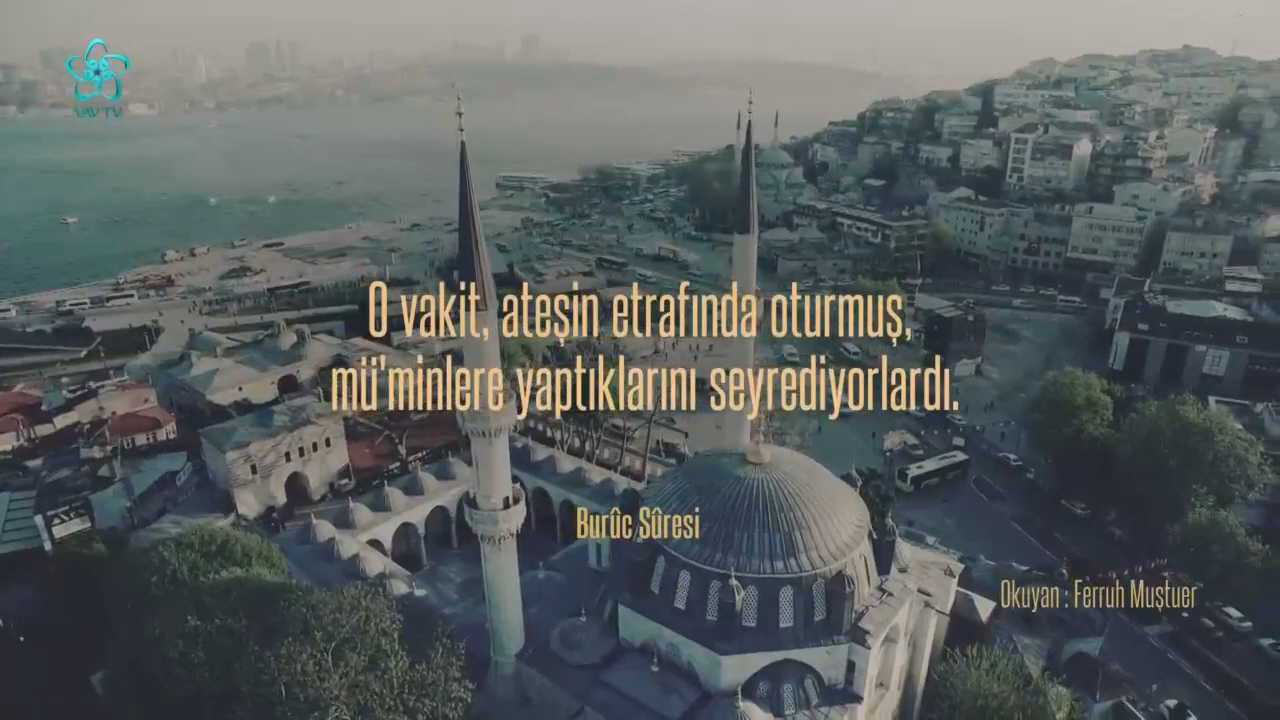 VAV TV
O vakit, ateşin etrafında oturmuş,
mü'minlere yaptıklarını seyrediyorlardı.
Burûc Sûresi
Okuyan : Ferruh Muştuer